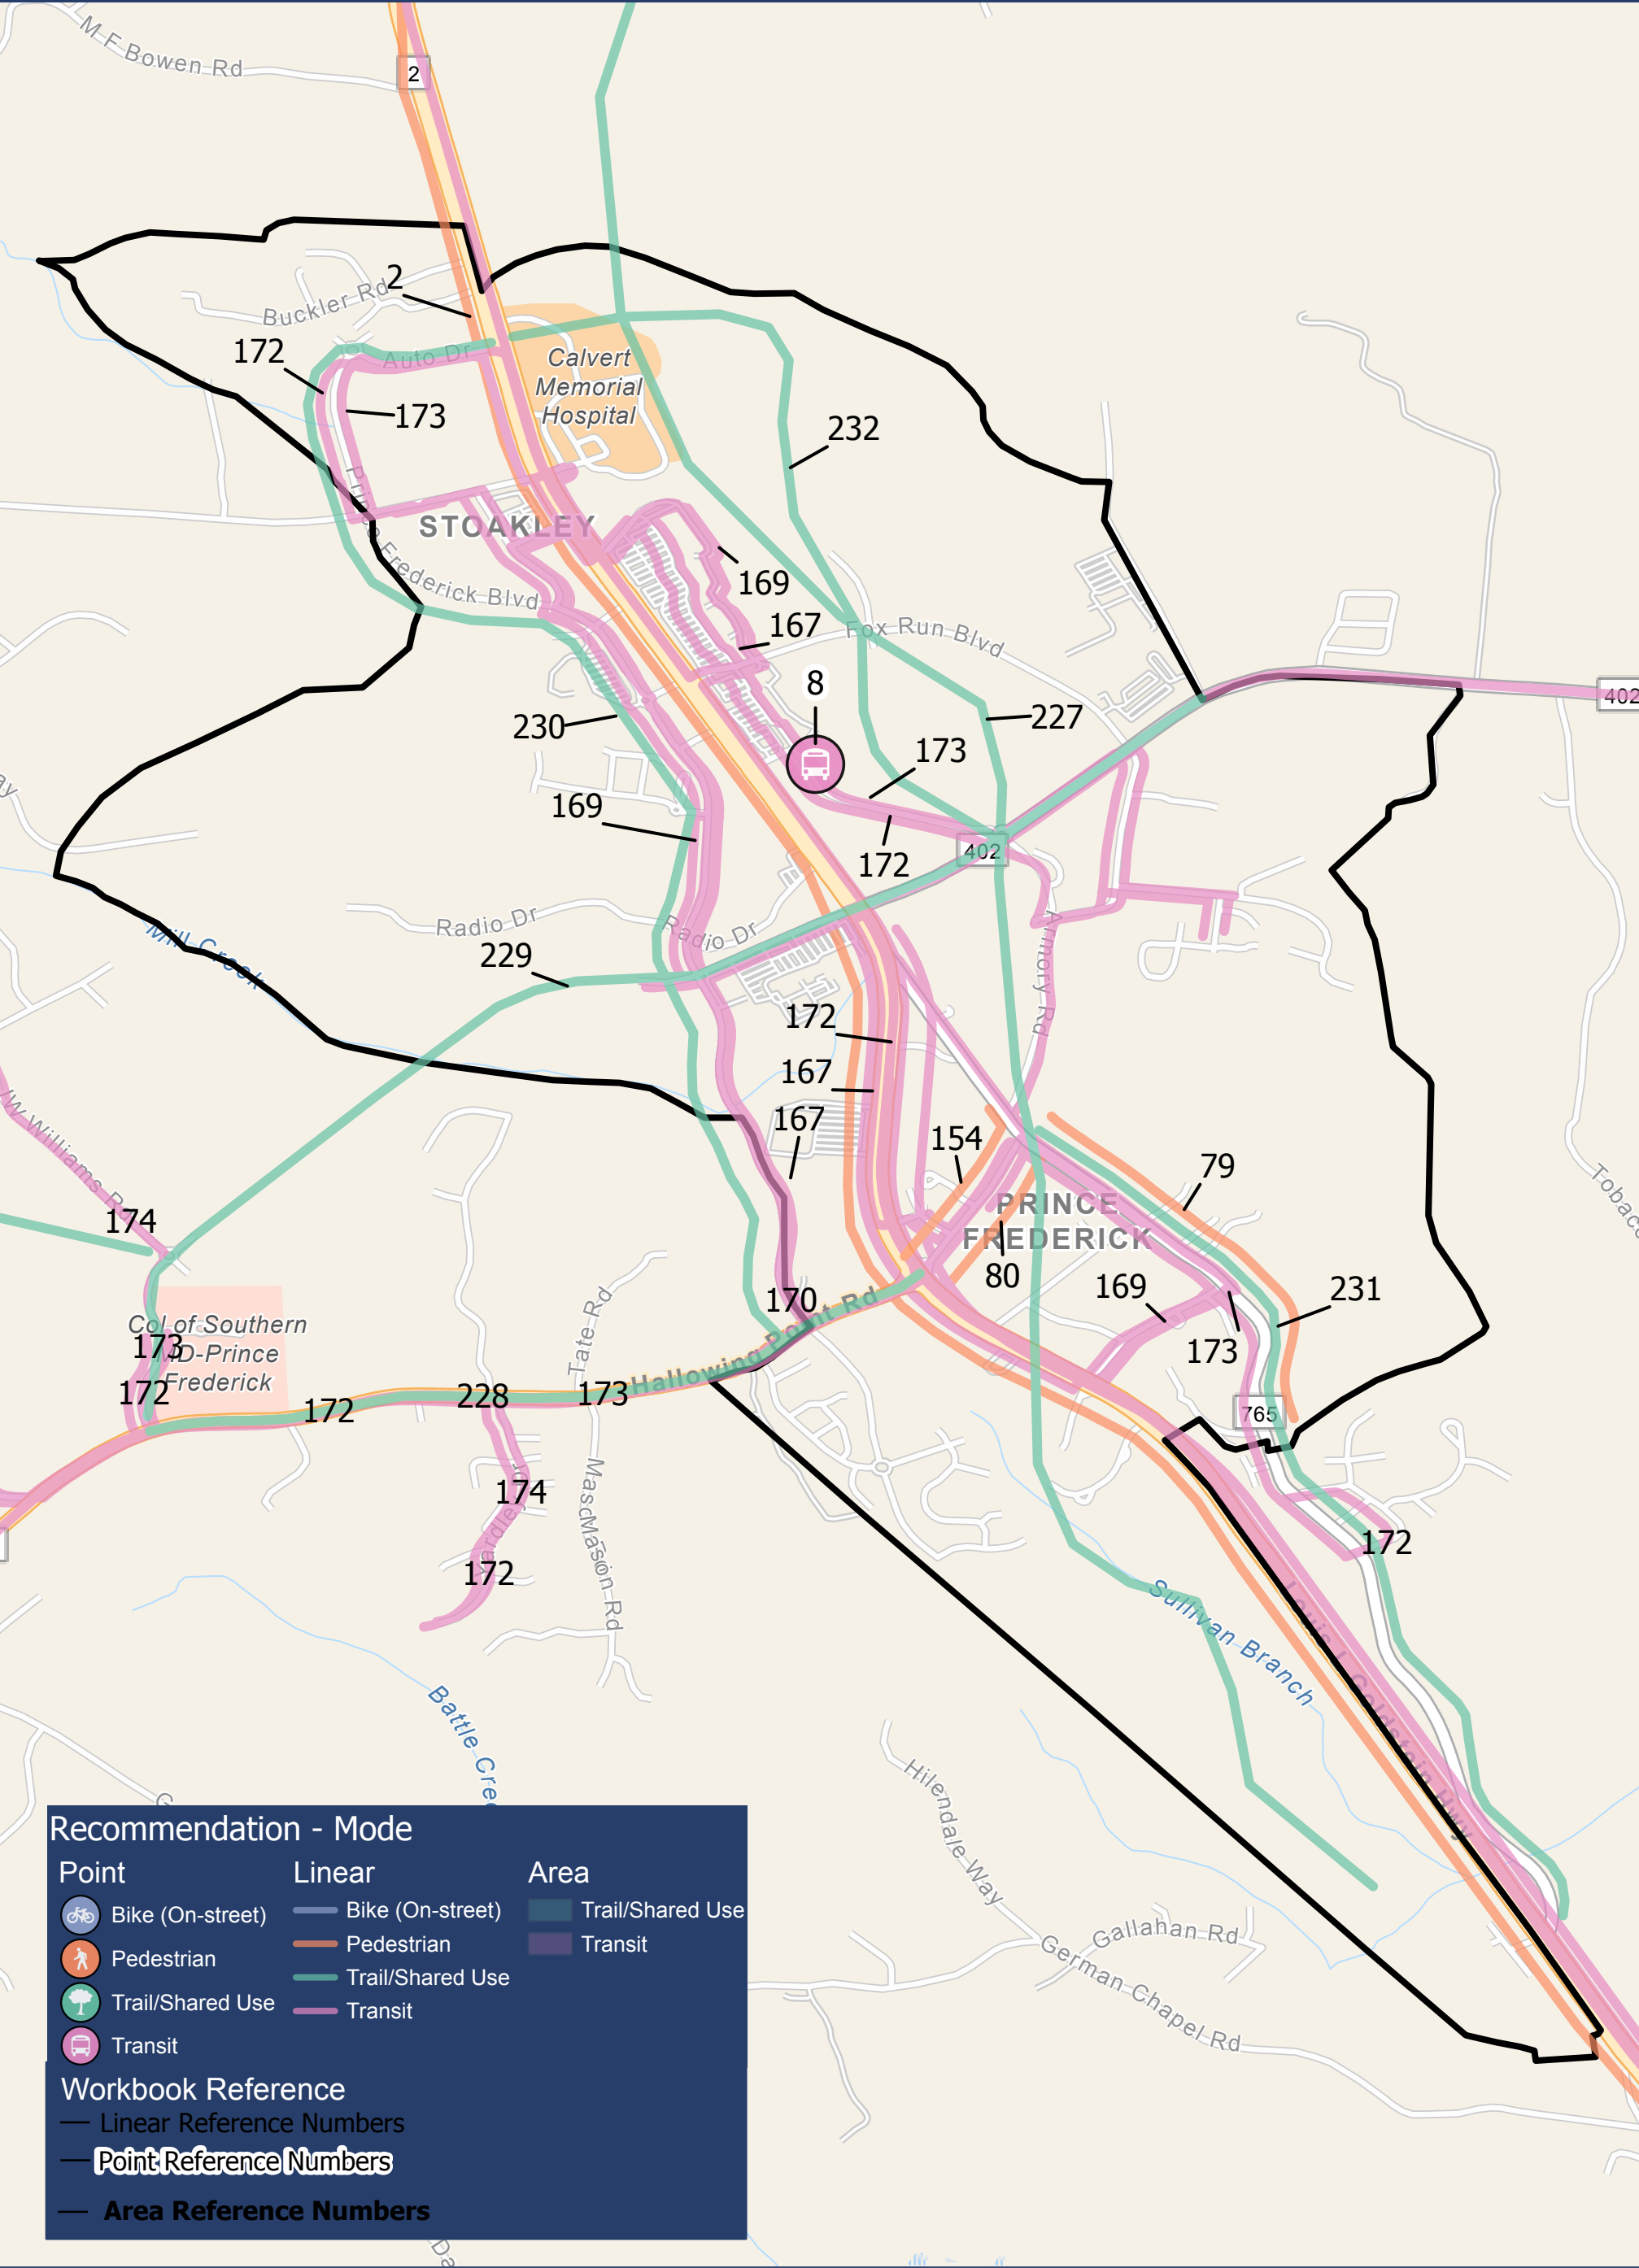 M F Bowen Rd
2
2
Buckler Rd
172
Auto Dr
Calvert
Memorial
Hospital
173
232
Prince Frederick Blvd
STOAKLEY
169
167
Fox Run Blvd
8
402
230
227
173
169
172
402
Radio Dr
Radio Dr
Armory Rd
Mill Creek
229
172
167
167
154
79
PRINCE
FREDERICK
80
174
169
231
173
170
Tate Rd
Hallowing Point Rd
Col of Southern
MD-Prince
Frederick
173
172
172
228
173
765
174
172
172
Mason Rd
Sullivan Branch
Louis L Goldstein Hwy
Battle Cree
Hilendale Way
Gallahan Rd
German Chapel Rd
Recommendation - Mode
Point
Linear
Area
Bike (On-street)
Bike (On-street)
Trail/Shared Use
Pedestrian
Pedestrian
Transit
Trail/Shared Use
Trail/Shared Use
Transit
Transit
Workbook Reference
Linear Reference Numbers
Point Reference Numbers
Area Reference Numbers